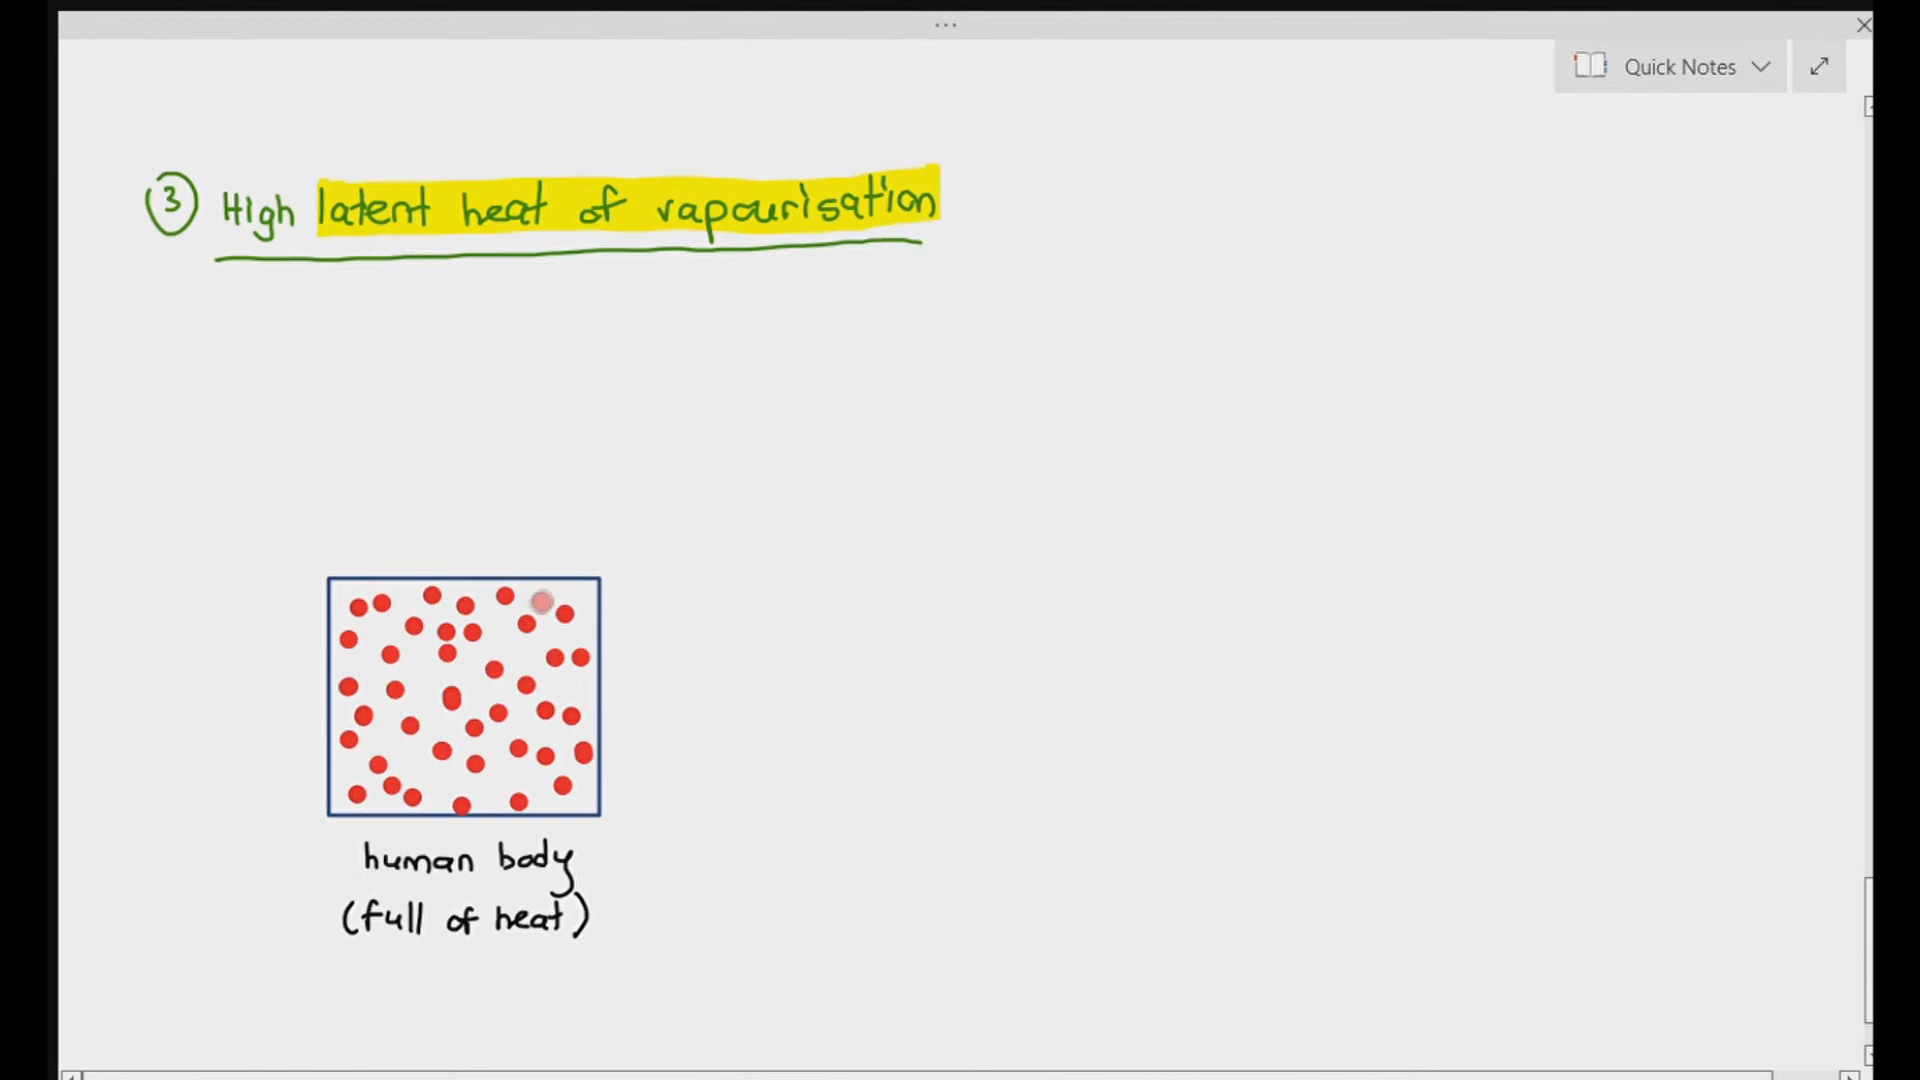 Quick Notes
3 High latent heat of vapourisation
human body
(full of heat)